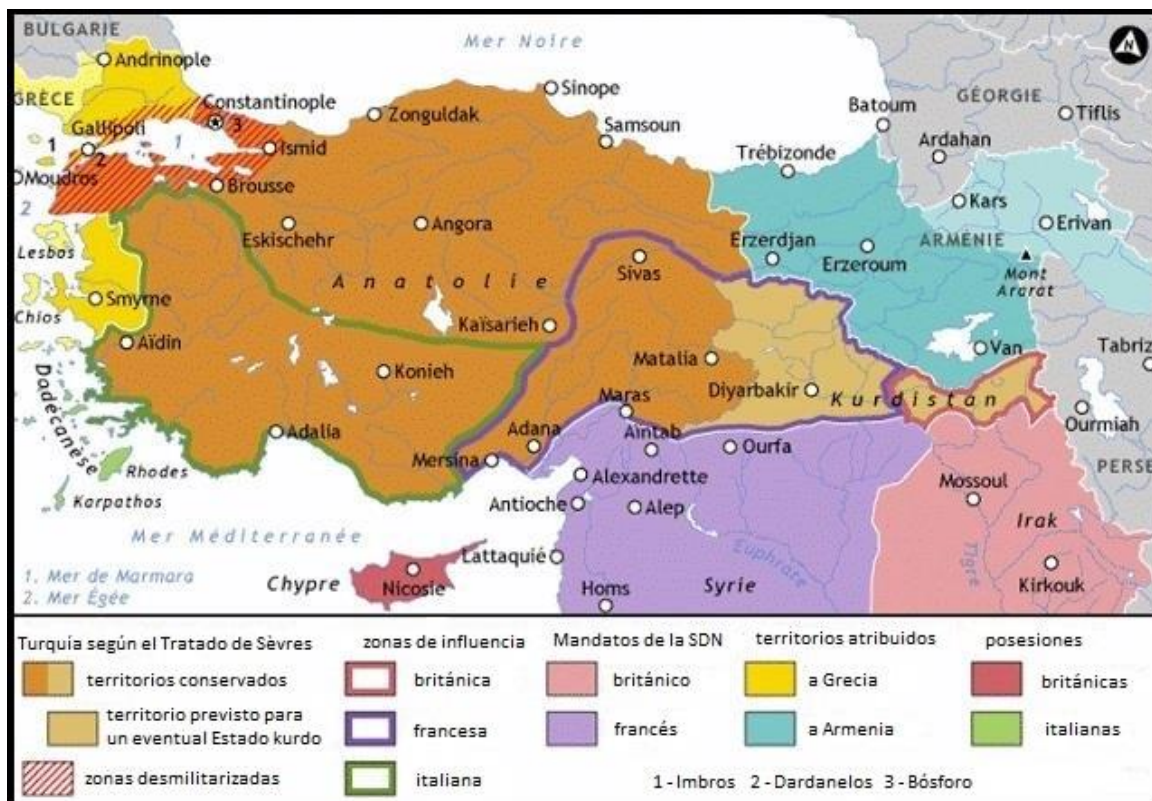 BULGARIE
Andrinople
Mer Noire
N
GRÈCE
Constantinople
3
Sinope
Zonguldak
Batoum
GÉORGIE
Tiflis
Gallipoli
1
1
2
Ismid
Samsoun
Trébizonde
Ardahan
Moudros
Brousse
Kars
2
Eskischehr
Angora
Erzerdjan
Erzeroum
ARMÉNIE
Erivan
Lesbos
Sivas
Mont
Ararat
Anatolie
Smyrne
Chios
Kaïsarieh
Aïdin
Matalia
Van
Tabriz
Konieh
Diyarbakir
Kurdistan
Dodécanèse
Maras
Ourmiah
Adalia
Adana
Aïntab
Ourfa
Mersina
PERSE
Rhodes
Alexandrette
Mossoul
Karpathos
Antioche
Alep
Irak
Mer Méditerranée
Euphrate
Tigre
Lattaquié
1. Mer de Marmara
2. Mer Égée
Chypre
Nicosie
Kirkouk
Homs
Syrie
Turquía según el Tratado de Sèvres
territorios conservados
territorio previsto para
un eventual Estado kurdo
zonas desmilitarizadas
zonas de influencia
británica
francesa
italiana
Mandatos de la SDN
británico
francés
territorios atribuidos
a Grecia
a Armenia
posesiones
británicas
italianas
1 - Imbros 2 - Dardanelos 3 - Bósforo